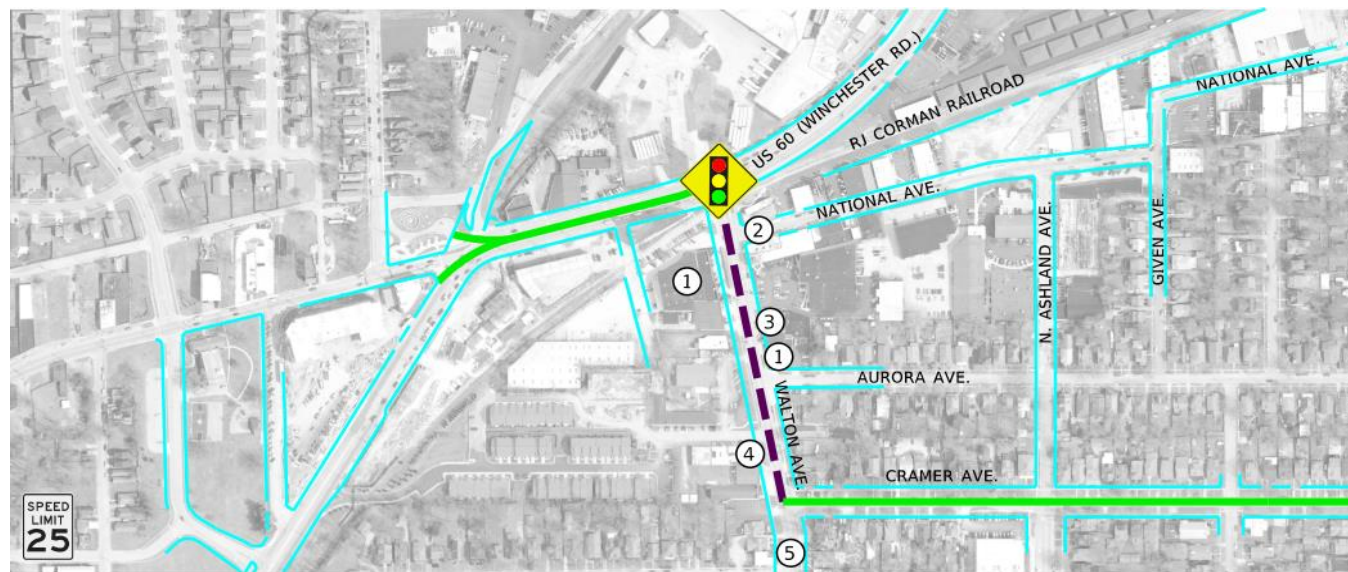 US 60 (WINCHESTER RD.)
RJ CORMAN RAILROAD
NATIONAL AVE.
NATIONAL AVE.
2
1
3
1
N. ASHLAND AVE.
GIVEN AVE.
AURORA AVE.
WALTON AVE.
4
CRAMER AVE.
SPEED
LIMIT
25
5